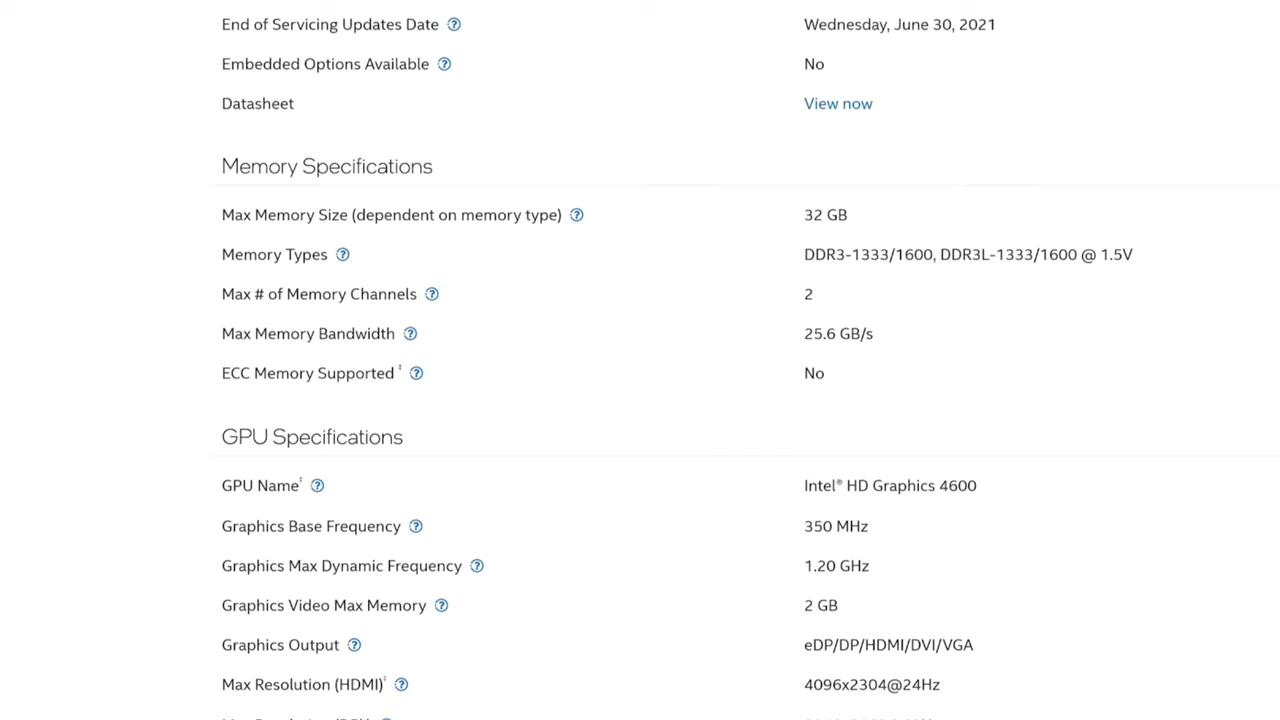 End of Servicing Updates Date Wednesday, June 30, 2021
Embedded Options Available No
Datasheet View now
Memory Specifications
Max Memory Size (dependent on memory type) 32 GB
Memory Types DDR3-1333/1600, DDR3L-1333/1600 @ 1.5V
Max # of Memory Channels 2
Max Memory Bandwidth 25.6 GB/s
ECC Memory Supported ‡ No
GPU Specifications
GPU Name‡ Intel® HD Graphics 4600
Graphics Base Frequency 350 MHz
Graphics Max Dynamic Frequency 1.20 GHz
Graphics Video Max Memory 2 GB
Graphics Output eDP/DP/HDMI/DVI/VGA
Max Resolution (HDMI)‡ 4096x2304@24Hz